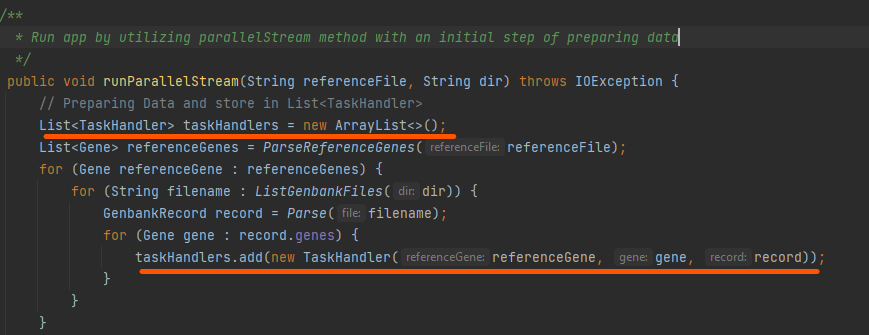 /**
 * Run app by utilizing parallelStream method with an initial step of preparing data
 */
public void runParallelStream(String referenceFile, String dir) throws IOException {
    // Preparing Data and store in List<TaskHandler>
    List<TaskHandler> taskHandlers = new ArrayList<>();
    List<Gene> referenceGenes = ParseReferenceGenes( referenceFile: referenceFile);
    for (Gene referenceGene : referenceGenes) {
        for (String filename : ListGenbankFiles( dir: dir)) {
            GenbankRecord record = Parse( file: filename);
            for (Gene gene : record.genes) {
                taskHandlers.add(new TaskHandler( referenceGene: referenceGene, gene: gene, record: record));
            }
        }
    }